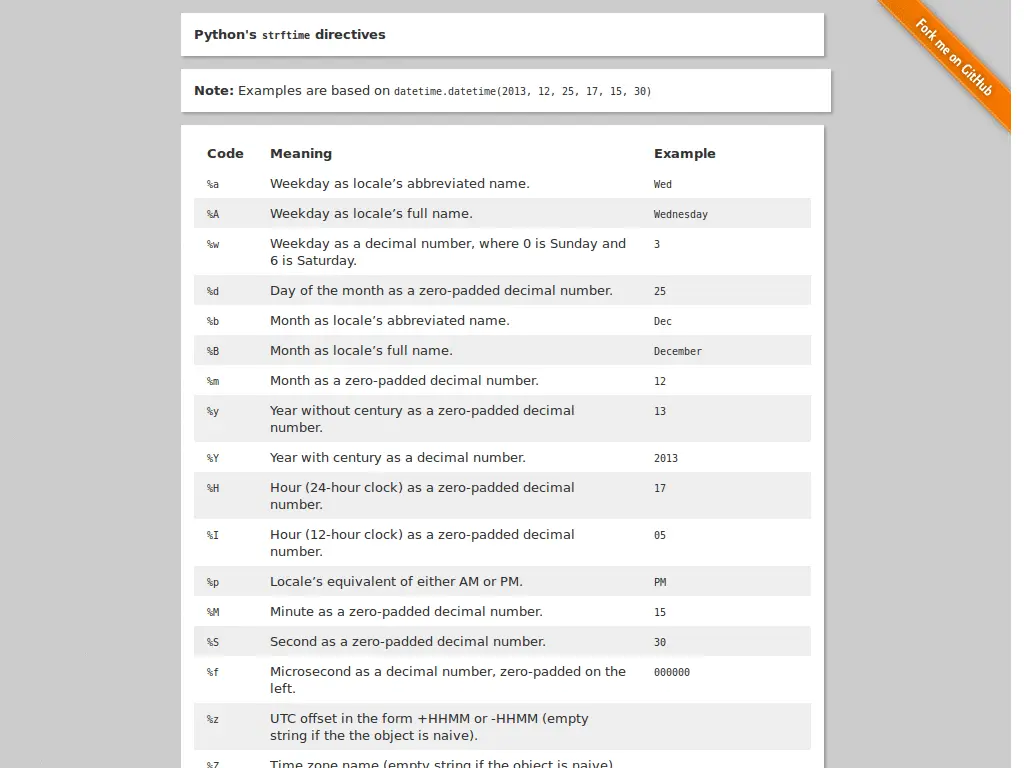 Python's strftime directives
Fork me on GitHub
Note: Examples are based on datetime.datetime(2013, 12, 25, 17, 15, 30)
Code Meaning Example
%a Weekday as locale’s abbreviated name. Wed
%A Weekday as locale’s full name. Wednesday
%w Weekday as a decimal number, where 0 is Sunday and 3
6 is Saturday.
%d Day of the month as a zero-padded decimal number. 25
%b Month as locale’s abbreviated name. Dec
%B Month as locale’s full name. December
%m Month as a zero-padded decimal number. 12
%y Year without century as a zero-padded decimal 13
number.
%Y Year with century as a decimal number. 2013
%H Hour (24-hour clock) as a zero-padded decimal 17
number.
%I Hour (12-hour clock) as a zero-padded decimal 05
number.
%p Locale’s equivalent of either AM or PM. PM
%M Minute as a zero-padded decimal number. 15
%S Second as a zero-padded decimal number. 30
%f Microsecond as a decimal number, zero-padded on the 000000
left.
%z UTC offset in the form +HHMM or -HHMM (empty
string if the the object is naive).
%Z Time zone name (empty string if the object is naive)